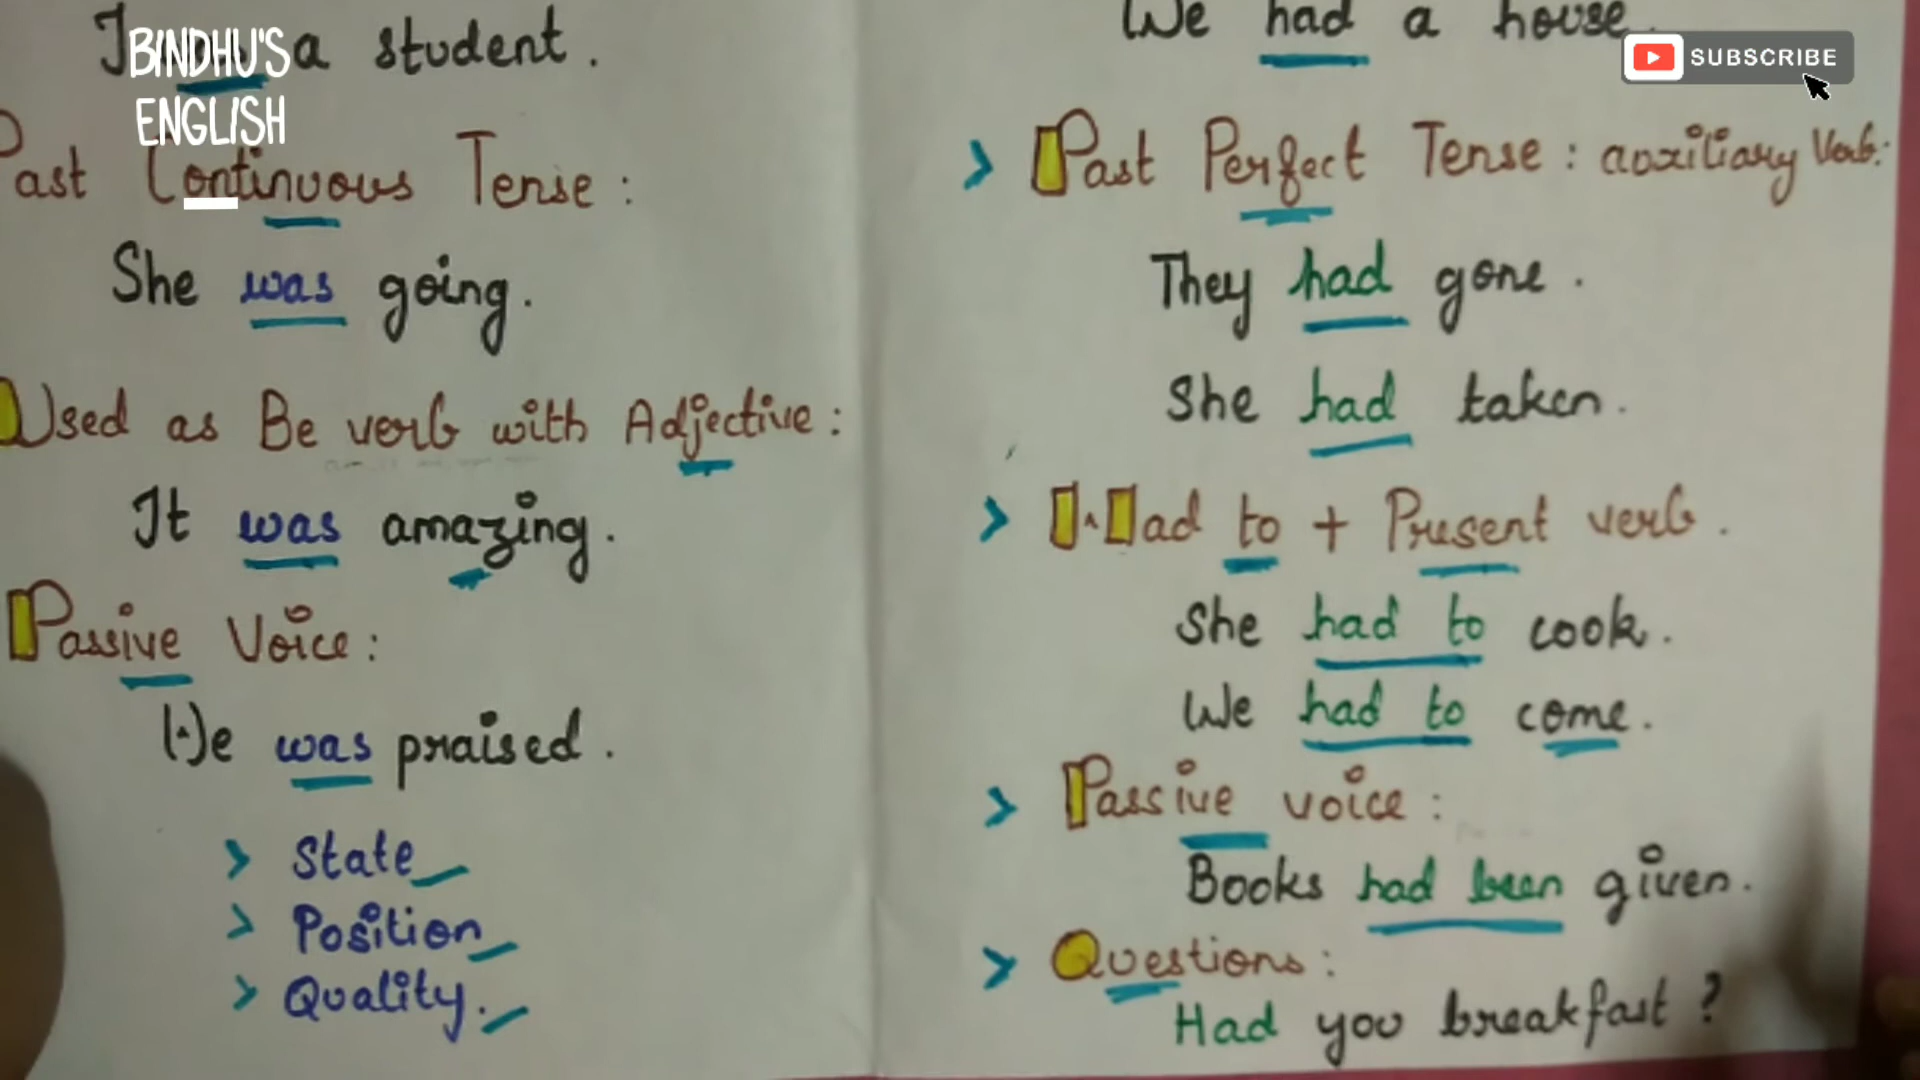 I a student.
BINDHU'S
ENGLISH
Past Continuous Tense:
She was going.
Used as Be verb with Adjective:
It was amazing.
Passive Voice:
He was praised.
> State
> Position
> Quality.
We had a house.
SUBSCRIBE
> Past Perfect Tense: auxiliary Verb:
They had gone.
She had taken.
> Had to + Present verb.
She had to cook.
We had to come.
> Passive voice:
Books had been given.
> Questions:
Had you breakfast?